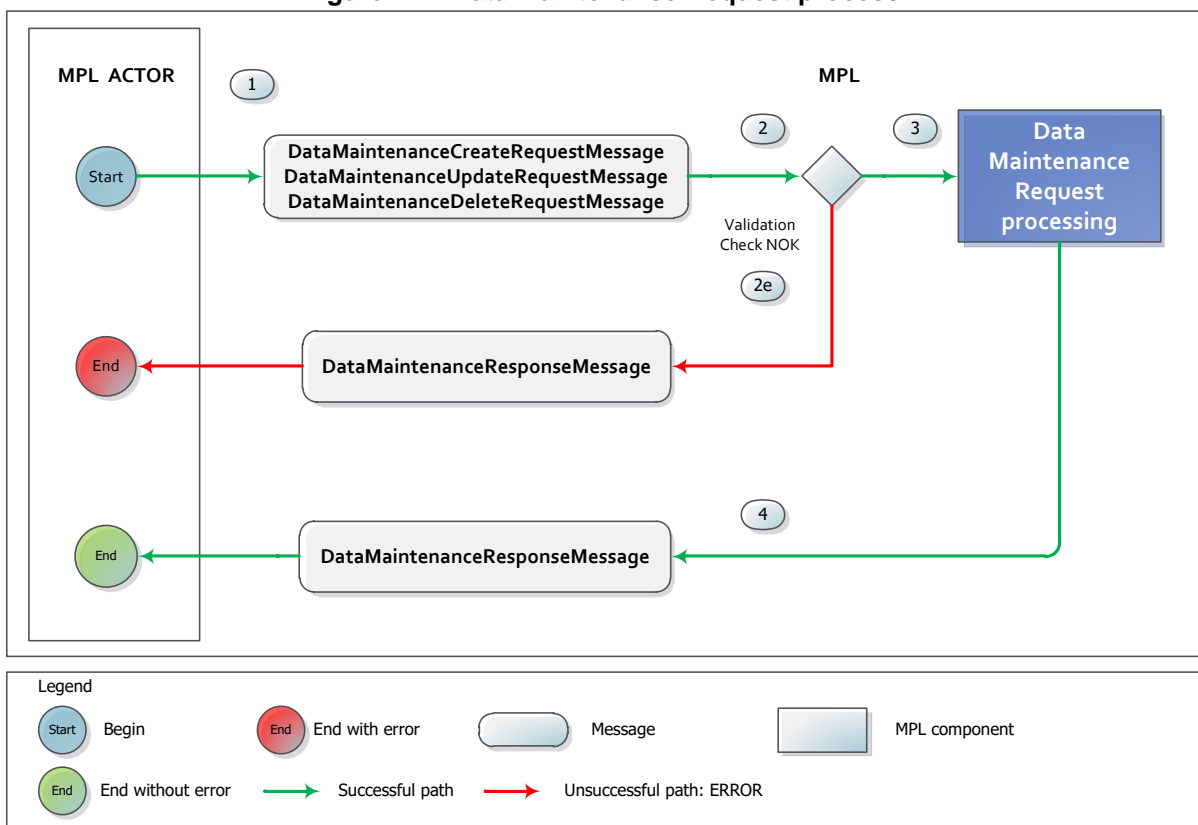 MPL ACTOR
1
MPL
2
3
Start
DataMaintenanceCreateRequestMessage
DataMaintenanceUpdateRequestMessage
DataMaintenanceDeleteRequestMessage
Data
Maintenance
Request
processing
Validation
Check NOK
2e
End
DataMaintenanceResponseMessage
4
End
DataMaintenanceResponseMessage
Legend
Start
Begin
End
End with error
Message
MPL component
End
End without error
Successful path
Unsuccessful path: ERROR